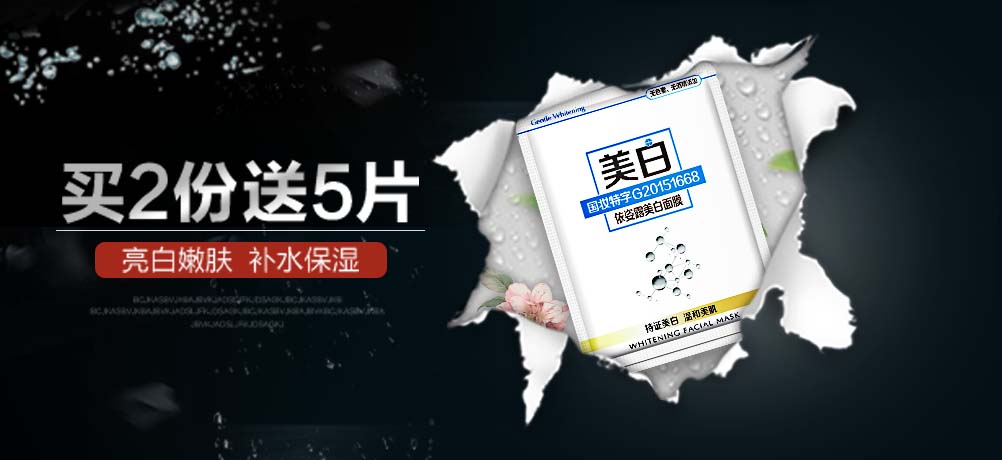 买2份送5片
亮白嫩肤 补水保湿
Gentle Whitening
美白
国妆特字G20151668
依姿露美白面膜
持证美白 温和美肌
WHITENING FACIAL MASK